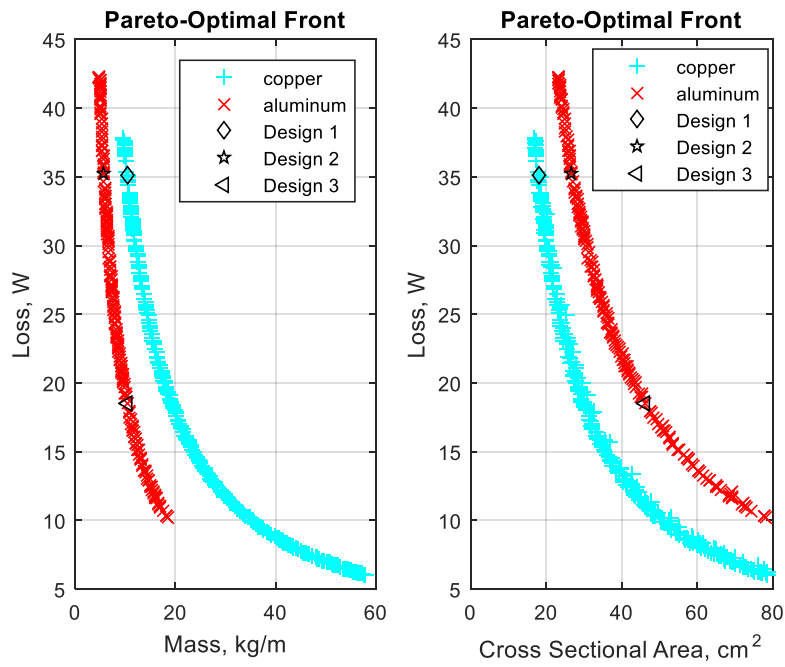 Pareto-Optimal Front
45
40
35
30
25
20
15
10
5
0
20
40
60
Loss, W
Mass, kg/m
copper
aluminum
Design 1
Design 2
Design 3
Pareto-Optimal Front
45
40
35
30
25
20
15
10
5
0
20
40
60
80
Loss, W
Cross Sectional Area, cm²
copper
aluminum
Design 1
Design 2
Design 3